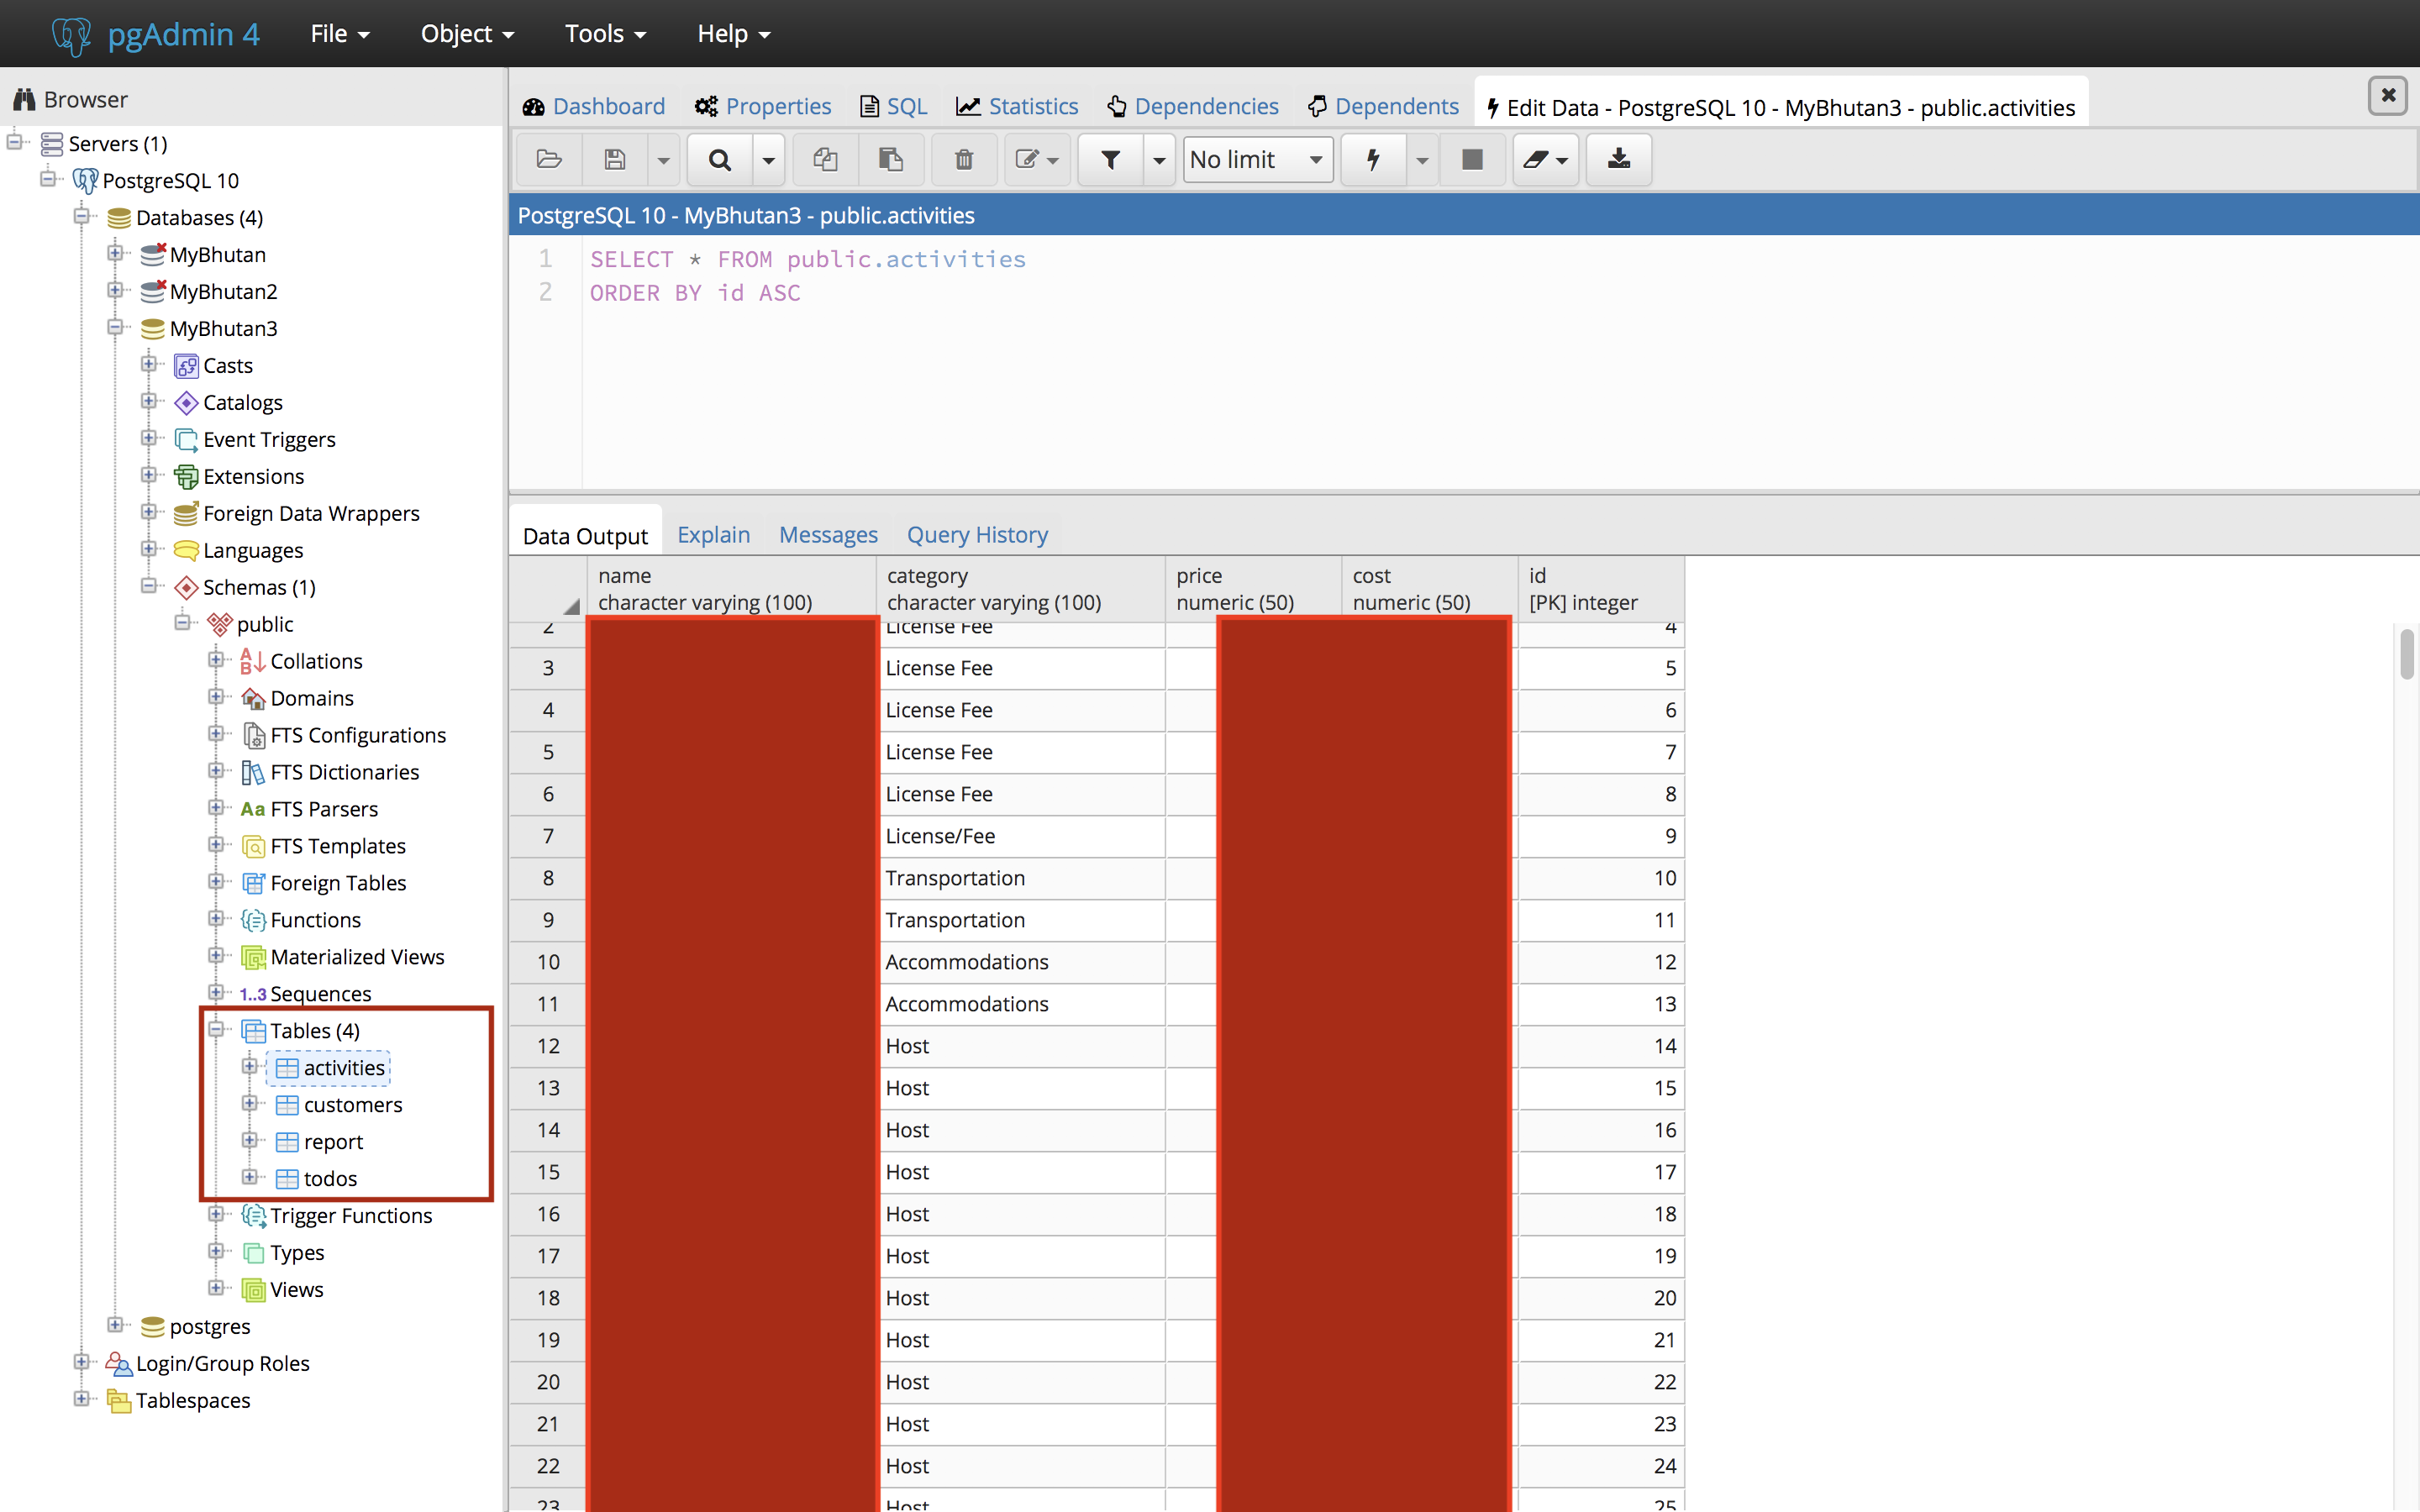 pgAdmin 4 File Object Tools Help
Browser
Servers (1)
PostgreSQL 10
Databases (4)
MyBhutan
MyBhutan2
MyBhutan3
Casts
Catalogs
Event Triggers
Extensions
Foreign Data Wrappers
Languages
Schemas (1)
public
Collations
Domains
FTS Configurations
FTS Dictionaries
Aa FTS Parsers
FTS Templates
Foreign Tables
Functions
Materialized Views
1..3 Sequences
Tables (4)
activities
customers
report
todos
Trigger Functions
Types
Views
postgres
Login/Group Roles
Tablespaces
Dashboard Properties SQL Statistics Dependencies Dependents Edit Data - PostgreSQL 10 - MyBhutan3 - public.activities
No limit
PostgreSQL 10 - MyBhutan3 - public.activities
1 SELECT * FROM public.activities
2 ORDER BY id ASC
Data Output Explain Messages Query History
name category price cost id
character varying (100) character varying (100) numeric (50) numeric (50) [PK] integer
2 License Fee 4
3 License Fee 5
4 License Fee 6
5 License Fee 7
6 License Fee 8
7 License/Fee 9
8 Transportation 10
9 Transportation 11
10 Accommodations 12
11 Accommodations 13
12 Host 14
13 Host 15
14 Host 16
15 Host 17
16 Host 18
17 Host 19
18 Host 20
19 Host 21
20 Host 22
21 Host 23
22 Host 24
23 Host 25